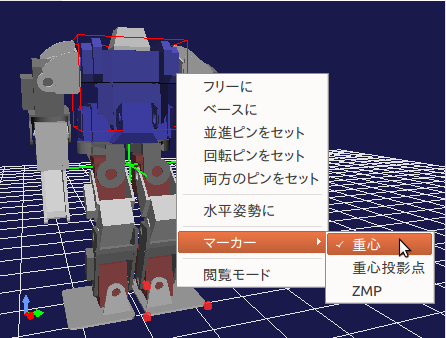 フリーに
ベースに
並進ピンをセット
回転ピンをセット
両方のピンをセット
水平姿勢に
マーカー
閲覧モード
重心
重心投影点
ZMP